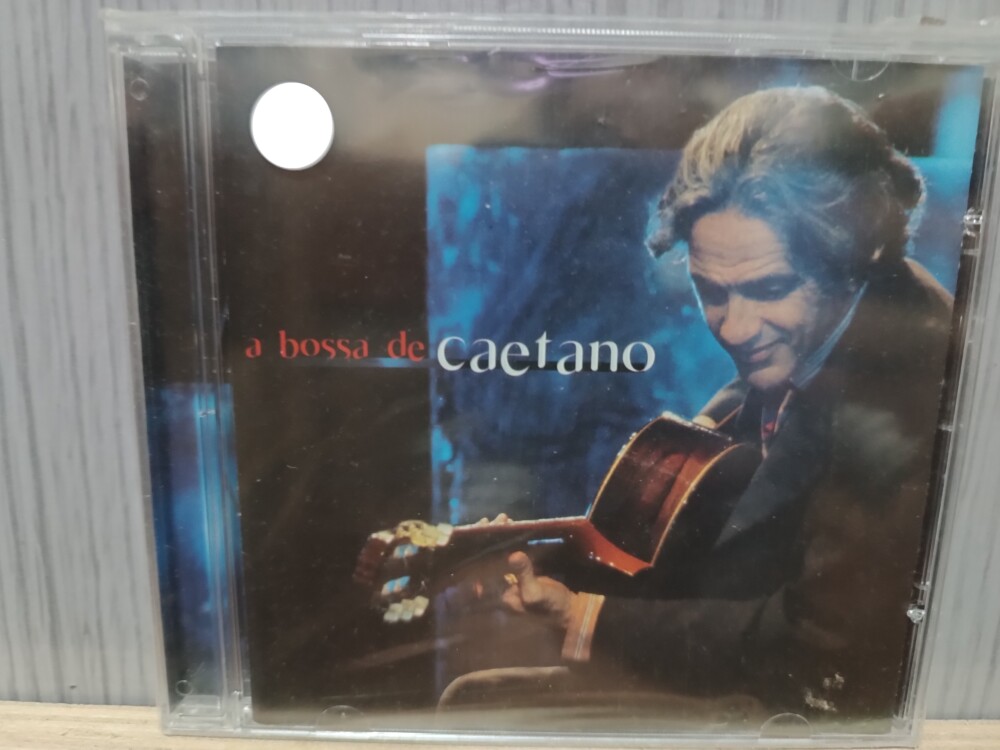 a bossa de caetano